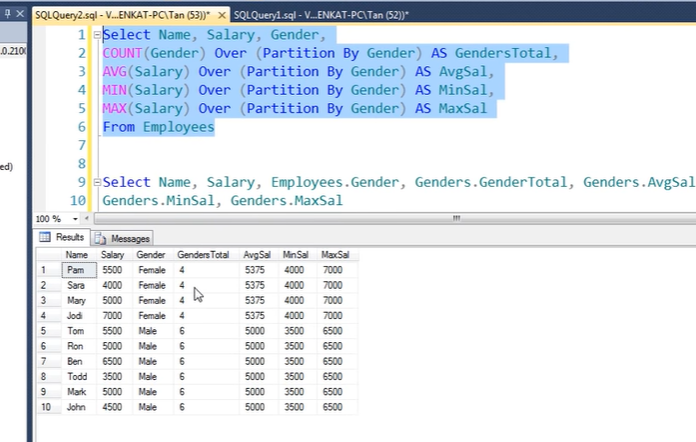 SQLQuery2.sql - V...ENKAT-PC\Tan (53))* × SQLQuery1.sql - V...ENKAT-PC\Tan (52))*
.0.2100
ed)
1 Select Name, Salary, Gender,
2 COUNT(Gender) Over (Partition By Gender) AS GendersTotal,
3 AVG(Salary) Over (Partition By Gender) AS AvgSal,
4 MIN(Salary) Over (Partition By Gender) AS MinSal,
5 MAX(Salary) Over (Partition By Gender) AS MaxSal
6 From Employees
7
8
9 Select Name, Salary, Employees.Gender, Genders.GenderTotal, Genders.AvgSal
10 Genders.MinSal, Genders.MaxSal
100 %
Results Messages
Name Salary Gender GendersTotal AvgSal MinSal MaxSal
1 Pam 5500 Female 4 5375 4000 7000
2 Sara 4000 Female 4 5375 4000 7000
3 Mary 5000 Female 4 5375 4000 7000
4 Jodi 7000 Female 4 5375 4000 7000
5 Tom 5500 Male 6 5000 3500 6500
6 Ron 5000 Male 6 5000 3500 6500
7 Ben 6500 Male 6 5000 3500 6500
8 Todd 3500 Male 6 5000 3500 6500
9 Mark 5000 Male 6 5000 3500 6500
10 John 4500 Male 6 5000 3500 6500